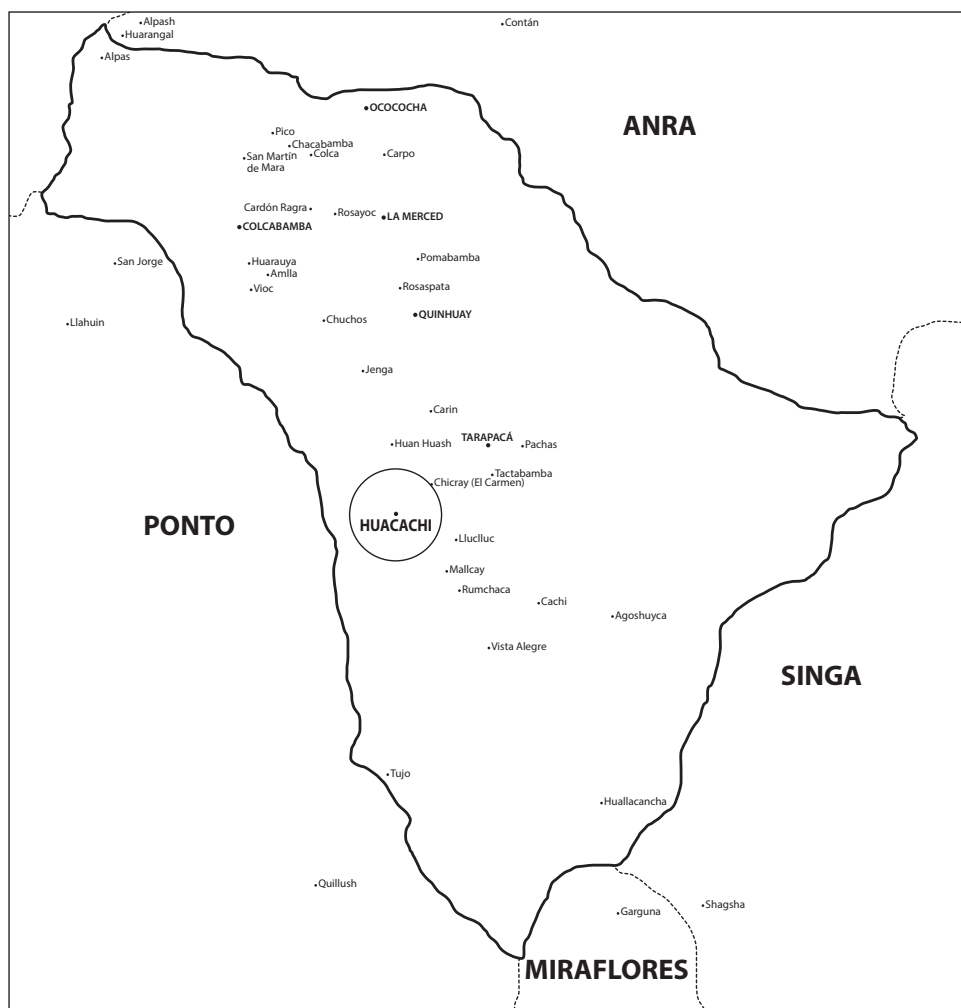 Alpash
Contán
Huarangal
Alpas
OCOCOCHA
ANRA
Pico
Chacabamba
San Martín
de Mara
Colca
Carpo
Cardón Ragra
Rosayoc
LA MERCED
COLCABAMBA
Pomabamba
San Jorge
Huarauya
Amlla
Vioc
Rosaspata
Llahuin
Chuchos
QUINHUAY
Jenga
Carin
TARAPACÁ
Huan Huash
Pachas
Tactabamba
Chicray (El Carmen)
PONTO
HUACACHI
Lluclluc
Mallcay
Rumchaca
Cachi
Agoshuyca
Vista Alegre
SINGA
Tujo
Huallacancha
Quillush
Garguna
Shagsha
MIRAFLORES